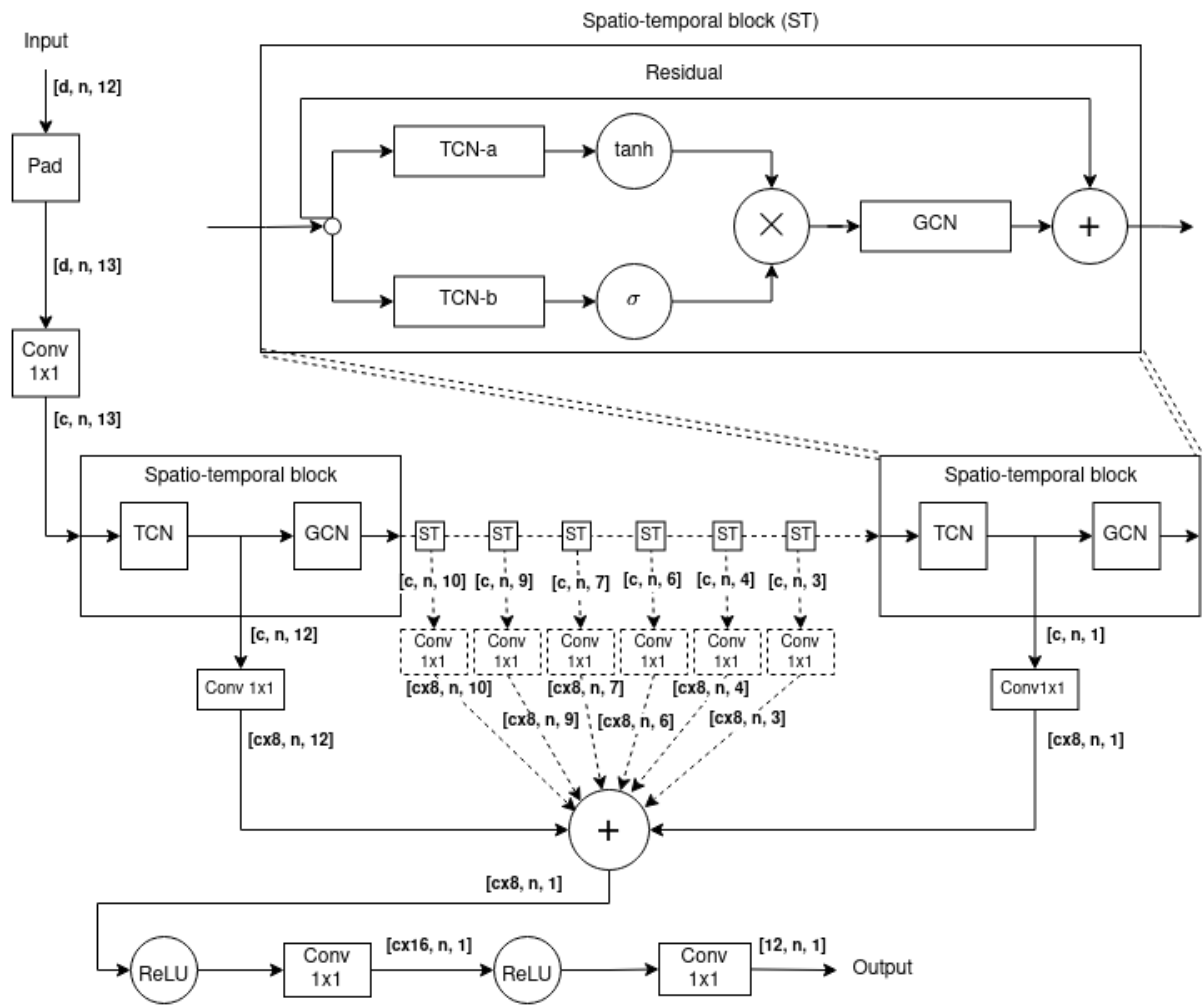 Spatio-temporal block (ST)
Input
Residual
[d, n, 12]
Pad
TCN-a
tanh
GCN
+
[d, n, 13]
TCN-b
σ
Conv
1x1
[c, n, 13]
Spatio-temporal block
TCN
GCN
ST
ST
ST
ST
ST
ST
Spatio-temporal block
TCN
GCN
[c, n, 10]
[c, n, 9]
[c, n, 7]
[c, n, 6]
[c, n, 4]
[c, n, 3]
[c, n, 12]
Conv
1x1
Conv
1x1
Conv
1x1
Conv
1x1
Conv
1x1
Conv
1x1
[c, n, 1]
Conv 1x1
[cx8, n, 10]
[cx8, n, 7]
[cx8, n, 4]
Conv1x1
[cx8, n, 9]
[cx8, n, 6]
[cx8, n, 3]
[cx8, n, 12]
[cx8, n, 1]
+
[cx8, n, 1]
ReLU
Conv
1x1
[cx16, n, 1]
ReLU
Conv
1x1
[12, n, 1]
Output